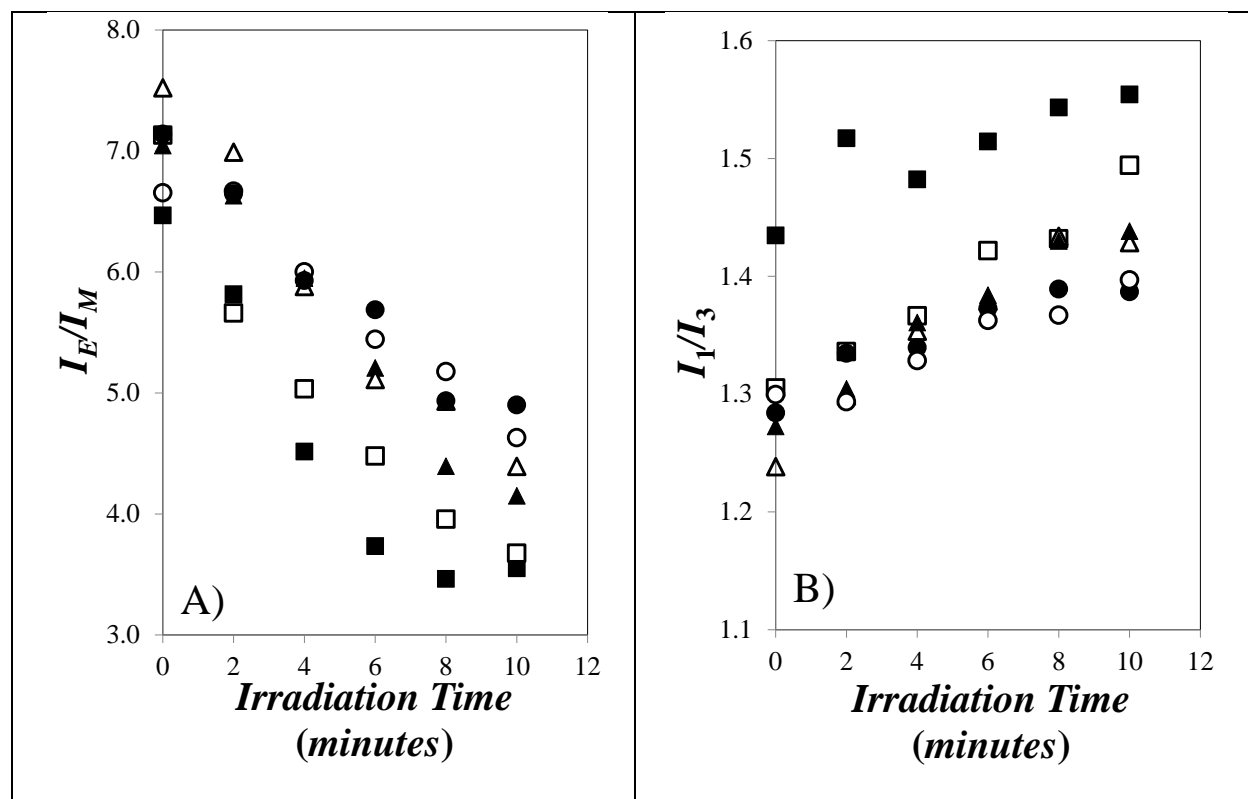 8.0
7.0
6.0
5.0
4.0
3.0
I_E/I_M
A)
0 2 4 6 8 10 12
Irradiation Time
(minutes)
1.6
1.5
1.4
1.3
1.2
1.1
I_1/I_3
B)
0 2 4 6 8 10 12
Irradiation Time
(minutes)